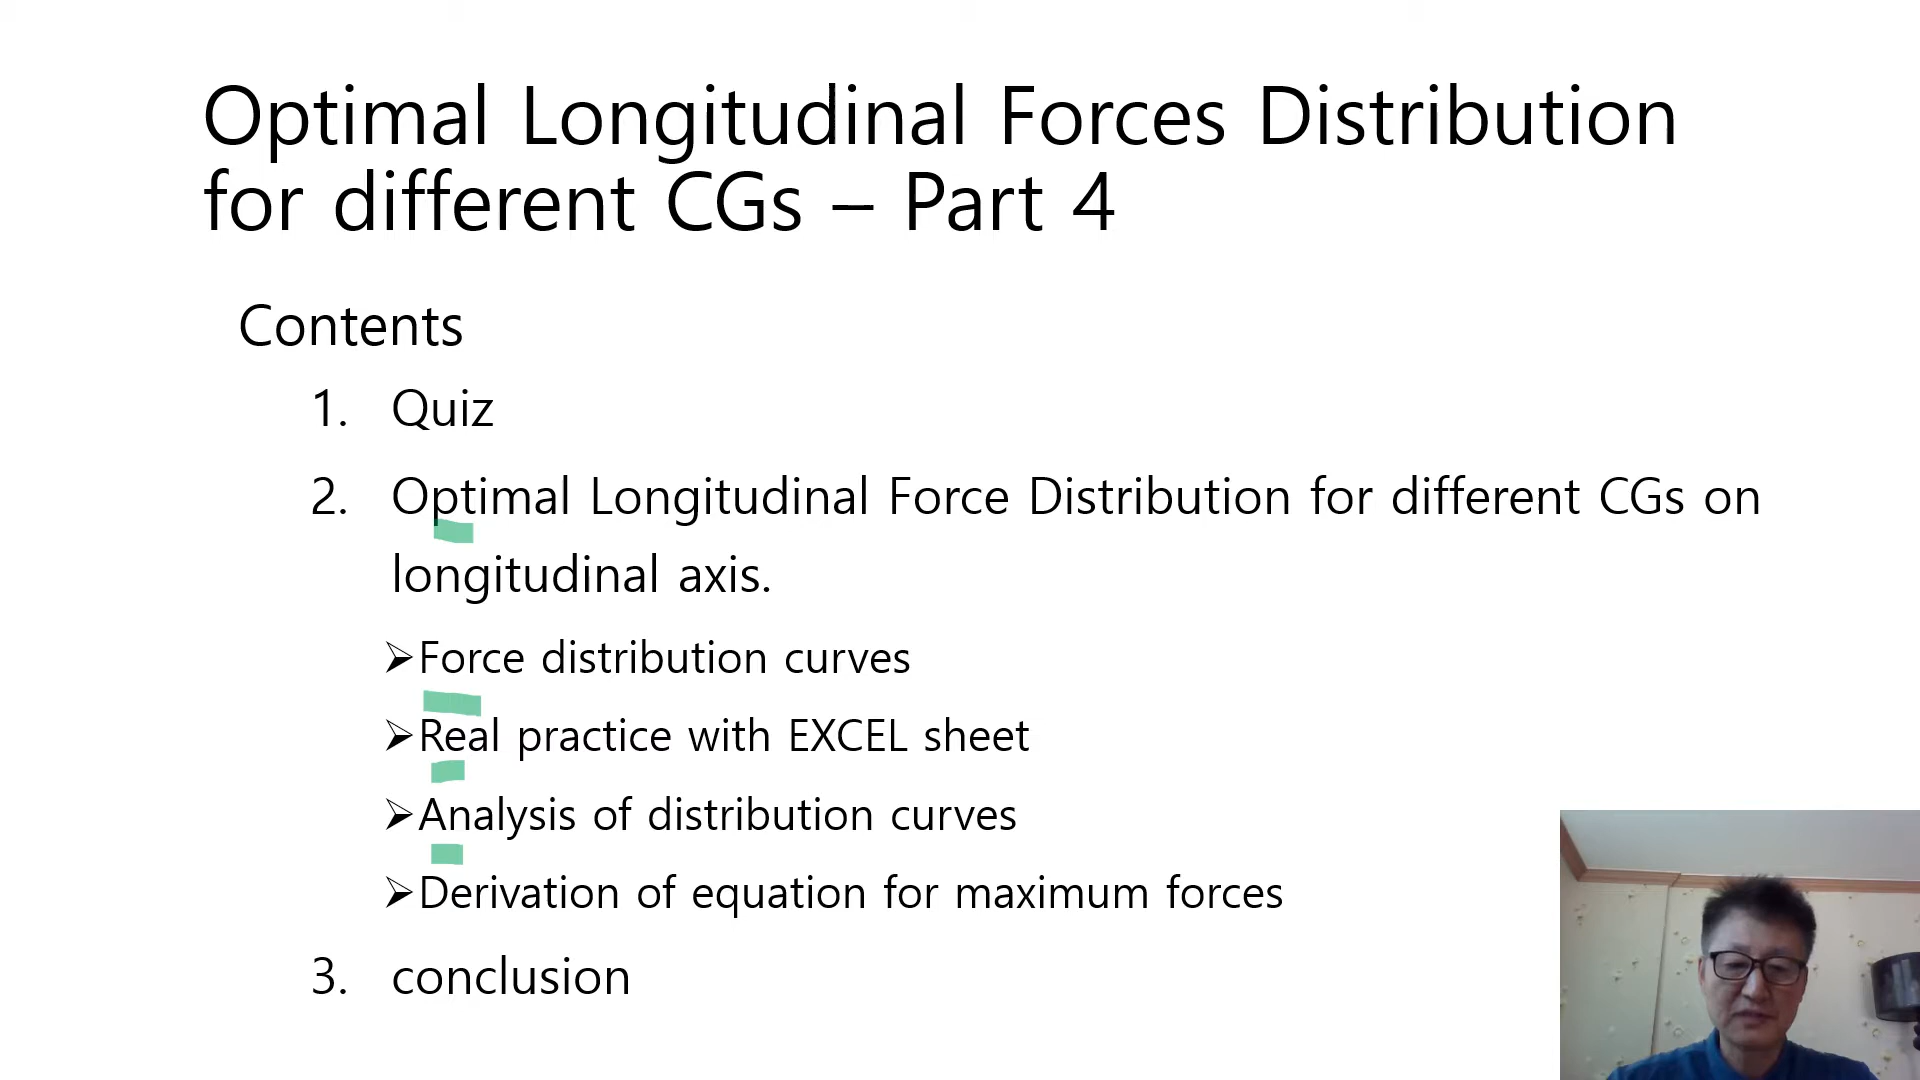 Optimal Longitudinal Forces Distribution
for different CGs – Part 4
Contents
1. Quiz
2. Optimal Longitudinal Force Distribution for different CGs on
longitudinal axis.
➢Force distribution curves
➢Real practice with EXCEL sheet
➢Analysis of distribution curves
➢Derivation of equation for maximum forces
3. conclusion